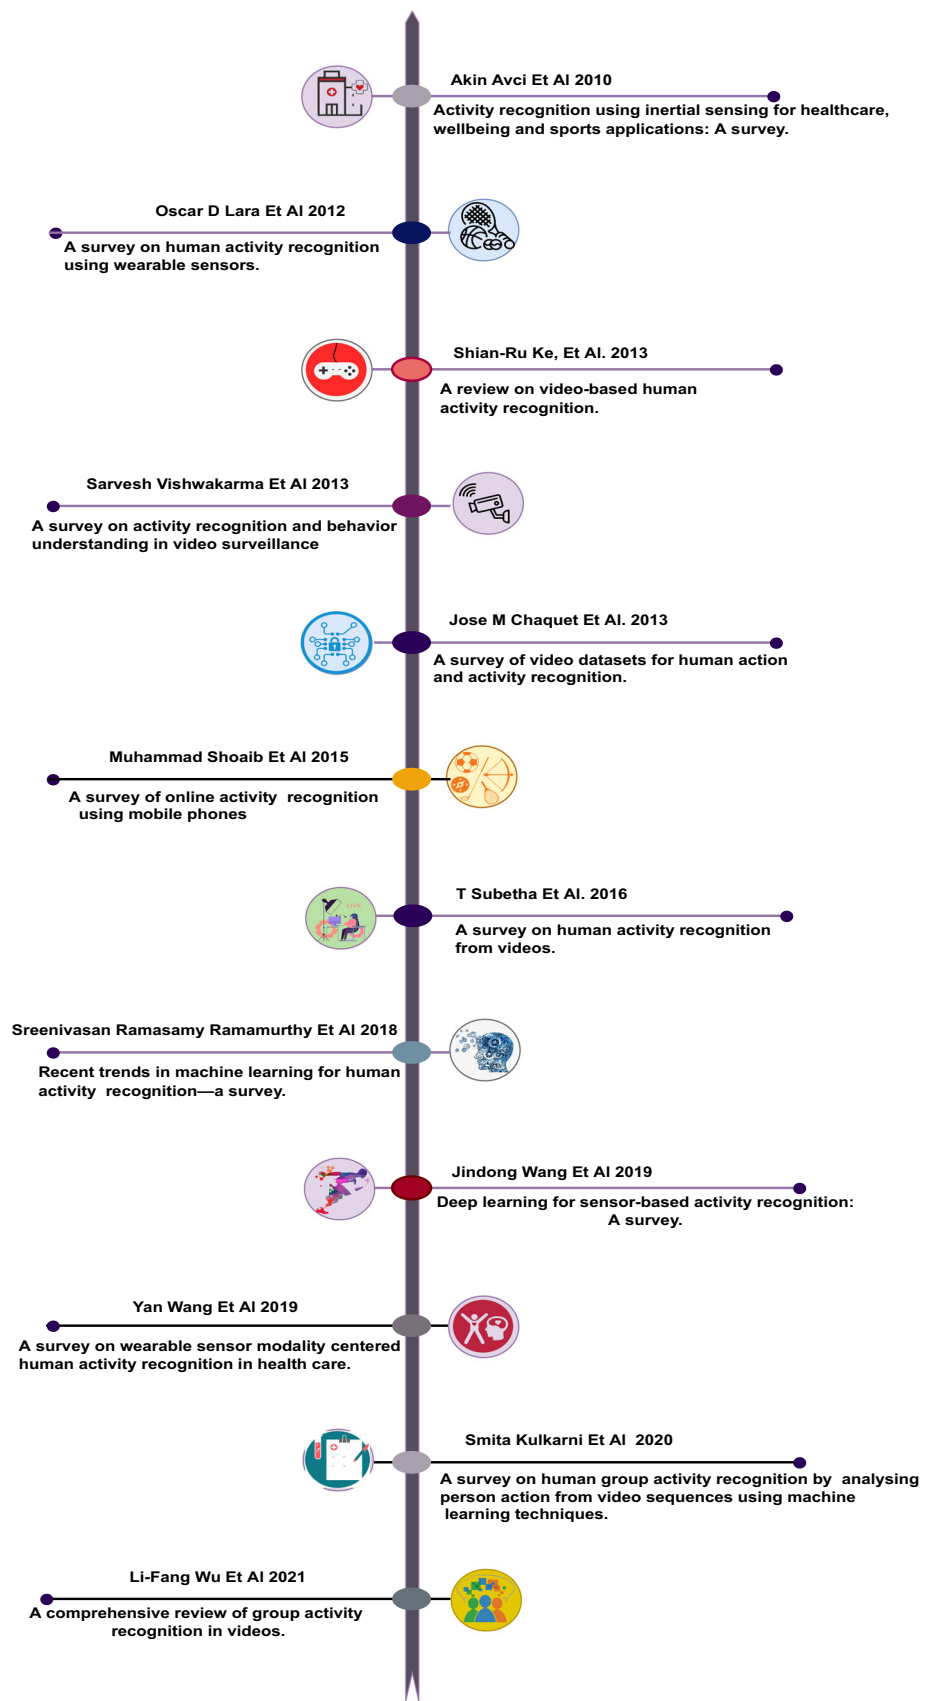 Akin Avci Et Al 2010
Activity recognition using inertial sensing for healthcare,
wellbeing and sports applications: A survey.
Oscar D Lara Et Al 2012
A survey on human activity recognition
using wearable sensors.
Shian-Ru Ke, Et Al. 2013
A review on video-based human
activity recognition.
Sarvesh Vishwakarma Et Al 2013
A survey on activity recognition and behavior
understanding in video surveillance
Jose M Chaquet Et Al. 2013
A survey of video datasets for human action
and activity recognition.
Muhammad Shoaib Et Al 2015
A survey of online activity recognition
using mobile phones
T Subetha Et Al. 2016
A survey on human activity recognition
from videos.
LIVE
Sreenivasan Ramasamy Ramamurthy Et Al 2018
Recent trends in machine learning for human
activity recognition—a survey.
Jindong Wang Et Al 2019
Deep learning for sensor-based activity recognition:
A survey.
Yan Wang Et Al 2019
A survey on wearable sensor modality centered
human activity recognition in health care.
Smita Kulkarni Et Al 2020
A survey on human group activity recognition by analysing
person action from video sequences using machine
learning techniques.
Li-Fang Wu Et Al 2021
A comprehensive review of group activity
recognition in videos.